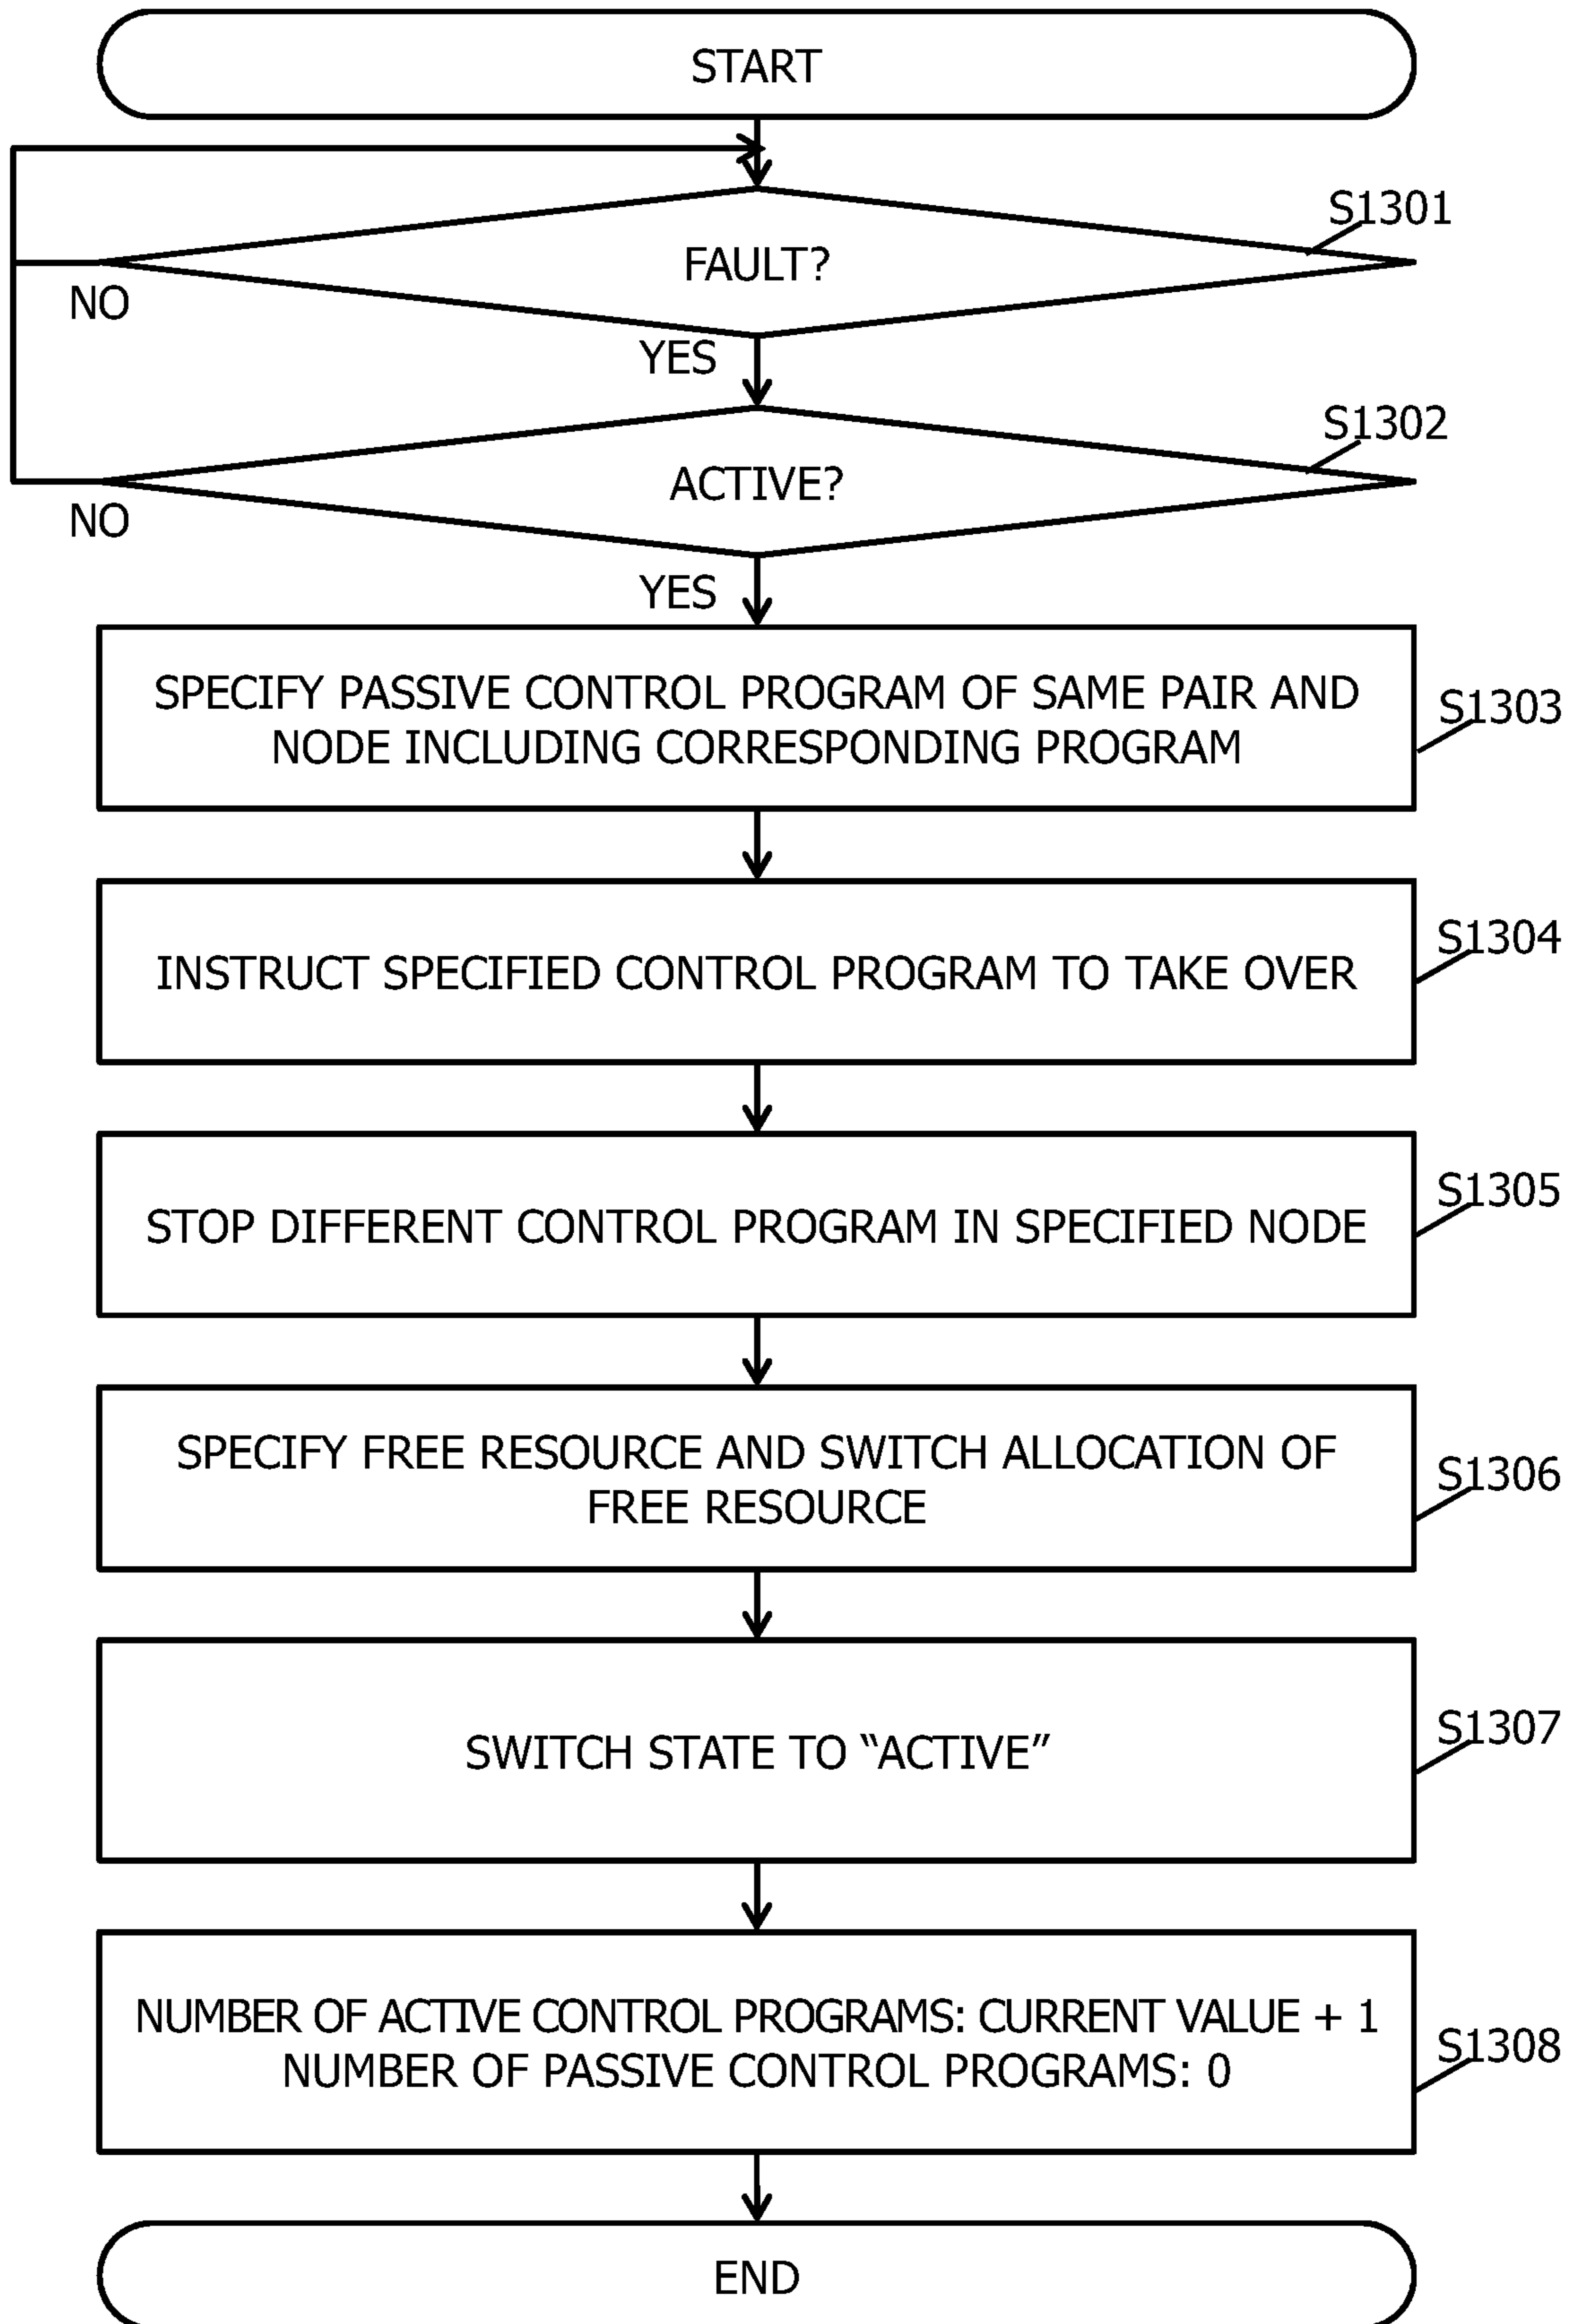 START
S1301
FAULT?
NO
YES
S1302
ACTIVE?
NO
YES
SPECIFY PASSIVE CONTROL PROGRAM OF SAME PAIR AND
NODE INCLUDING CORRESPONDING PROGRAM
S1303
INSTRUCT SPECIFIED CONTROL PROGRAM TO TAKE OVER
S1304
STOP DIFFERENT CONTROL PROGRAM IN SPECIFIED NODE
S1305
SPECIFY FREE RESOURCE AND SWITCH ALLOCATION OF
FREE RESOURCE
S1306
SWITCH STATE TO “ACTIVE”
S1307
NUMBER OF ACTIVE CONTROL PROGRAMS: CURRENT VALUE + 1
NUMBER OF PASSIVE CONTROL PROGRAMS: 0
S1308
END